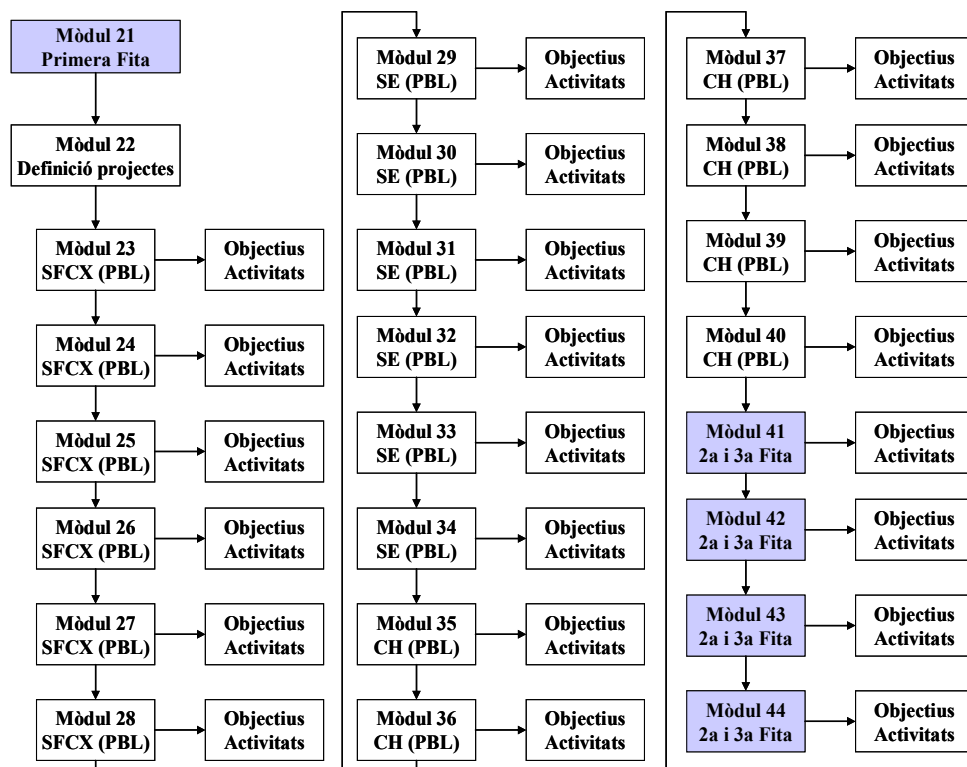 Mòdul 21
Primera Fita
Mòdul 22
Definició projectes
Mòdul 23
SFCX (PBL)
Objectius
Activitats
Mòdul 24
SFCX (PBL)
Objectius
Activitats
Mòdul 25
SFCX (PBL)
Objectius
Activitats
Mòdul 26
SFCX (PBL)
Objectius
Activitats
Mòdul 27
SFCX (PBL)
Objectius
Activitats
Mòdul 28
SFCX (PBL)
Objectius
Activitats
Mòdul 29
SE (PBL)
Objectius
Activitats
Mòdul 30
SE (PBL)
Objectius
Activitats
Mòdul 31
SE (PBL)
Objectius
Activitats
Mòdul 32
SE (PBL)
Objectius
Activitats
Mòdul 33
SE (PBL)
Objectius
Activitats
Mòdul 34
SE (PBL)
Objectius
Activitats
Mòdul 35
CH (PBL)
Objectius
Activitats
Mòdul 36
CH (PBL)
Objectius
Activitats
Mòdul 37
CH (PBL)
Objectius
Activitats
Mòdul 38
CH (PBL)
Objectius
Activitats
Mòdul 39
CH (PBL)
Objectius
Activitats
Mòdul 40
CH (PBL)
Objectius
Activitats
Mòdul 41
2a i 3a Fita
Objectius
Activitats
Mòdul 42
2a i 3a Fita
Objectius
Activitats
Mòdul 43
2a i 3a Fita
Objectius
Activitats
Mòdul 44
2a i 3a Fita
Objectius
Activitats